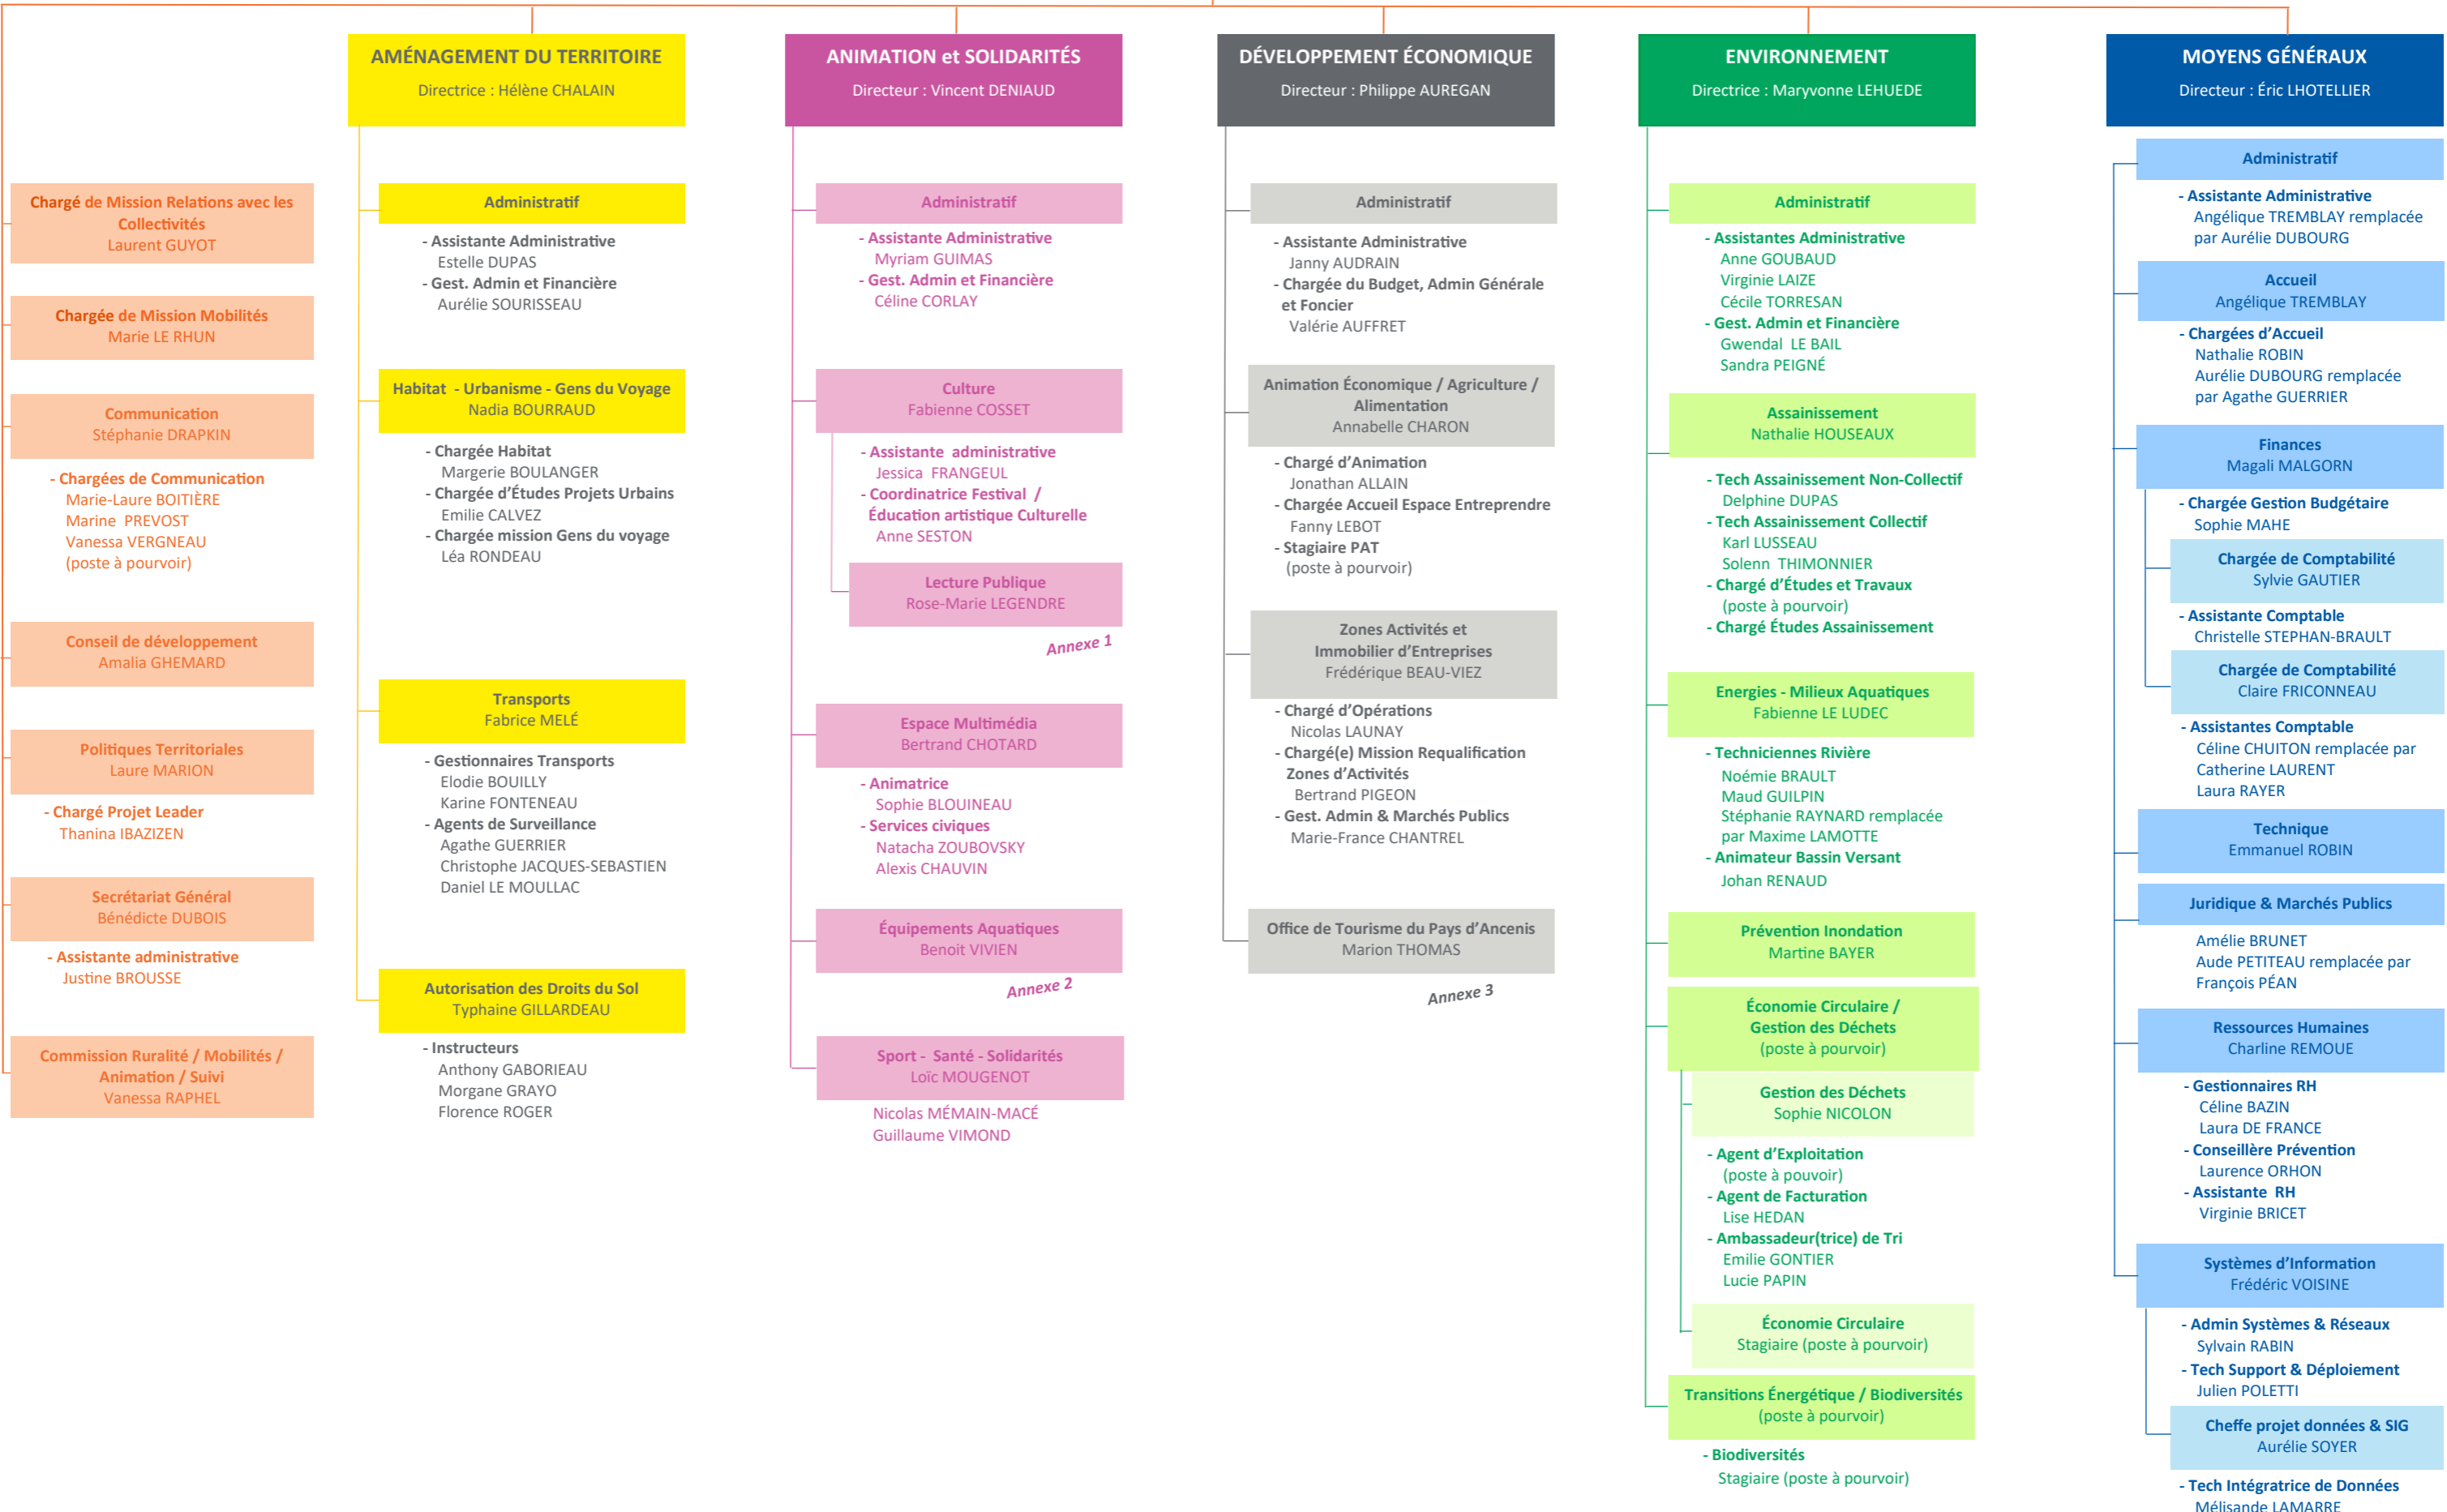 Chargé de Mission Relations avec les
Collectivités
Laurent GUYOT
Chargée de Mission Mobilités
Marie LE RHUN
Communication
Stéphanie DRAPKIN
- Chargées de Communication
Marie-Laure BOITIÈRE
Marine PREVOST
Vanessa VERGNEAU
(poste à pourvoir)
Conseil de développement
Amalia GHEMARD
Politiques Territoriales
Laure MARION
- Chargé Projet Leader
Thanina IBAZIZEN
Secrétariat Général
Bénédicte DUBOIS
- Assistante administrative
Justine BROUSSE
Commission Ruralité / Mobilités /
Animation / Suivi
Vanessa RAPHEL
AMÉNAGEMENT DU TERRITOIRE
Directrice : Hélène CHALAIN
Administratif
- Assistante Administrative
Estelle DUPAS
- Gest. Admin et Financière
Aurélie SOURISSEAU
Habitat - Urbanisme - Gens du Voyage
Nadia BOURRAUD
- Chargée Habitat
Margerie BOULANGER
- Chargée d'Études Projets Urbains
Emilie CALVEZ
- Chargée mission Gens du voyage
Léa RONDEAU
Transports
Fabrice MELÉ
- Gestionnaires Transports
Elodie BOUILLY
Karine FONTENEAU
- Agents de Surveillance
Agathe GUERRIER
Christophe JACQUES-SEBASTIEN
Daniel LE MOULLAC
Autorisation des Droits du Sol
Typhaine GILLARDEAU
- Instructeurs
Anthony GABORIEAU
Morgane GRAYO
Florence ROGER
ANIMATION et SOLIDARITÉS
Directeur : Vincent DENIAUD
Administratif
- Assistante Administrative
Myriam GUIMAS
- Gest. Admin et Financière
Céline CORLAY
Culture
Fabienne COSSET
- Assistante administrative
Jessica FRANGEUL
- Coordinatrice Festival /
Éducation artistique Culturelle
Anne SESTON
Lecture Publique
Rose-Marie LEGENDRE
Annexe 1
Espace Multimédia
Bertrand CHOTARD
- Animatrice
Sophie BLOUINEAU
- Services civiques
Natacha ZOUBOVSKY
Alexis CHAUVIN
Équipements Aquatiques
Benoit VIVIEN
Annexe 2
Sport - Santé - Solidarités
Loïc MOUGENOT
Nicolas MÉMAIN-MACÉ
Guillaume VIMOND
DÉVELOPPEMENT ÉCONOMIQUE
Directeur : Philippe AUREGAN
Administratif
- Assistante Administrative
Janny AUDRAIN
- Chargée du Budget, Admin Générale
et Foncier
Valérie AUFFRET
Animation Économique / Agriculture /
Alimentation
Annabelle CHARON
- Chargé d'Animation
Jonathan ALLAIN
- Chargée Accueil Espace Entreprendre
Fanny LEBOT
- Stagiaire PAT
(poste à pourvoir)
Zones Activités et
Immobilier d'Entreprises
Frédérique BEAU-VIEZ
- Chargé d'Opérations
Nicolas LAUNAY
- Chargé(e) Mission Requalification
Zones d'Activités
Bertrand PIGEON
- Gest. Admin & Marchés Publics
Marie-France CHANTREL
Office de Tourisme du Pays d'Ancenis
Marion THOMAS
Annexe 3
ENVIRONNEMENT
Directrice : Maryvonne LEHUEDE
Administratif
- Assistantes Administrative
Anne GOUBAUD
Virginie LAIZE
Cécile TORRESAN
- Gest. Admin et Financière
Gwendal LE BAIL
Sandra PEIGNÉ
Assainissement
Nathalie HOUSEAUX
- Tech Assainissement Non-Collectif
Delphine DUPAS
- Tech Assainissement Collectif
Karl LUSSEAU
Solenn THIMONNIER
- Chargé d'Études et Travaux
(poste à pourvoir)
- Chargé Études Assainissement
Energies - Milieux Aquatiques
Fabienne LE LUDEC
- Techniciennes Rivière
Noémie BRAULT
Maud GUILPIN
Stéphanie RAYNARD remplacée
par Maxime LAMOTTE
- Animateur Bassin Versant
Johan RENAUD
Prévention Inondation
Martine BAYER
Économie Circulaire /
Gestion des Déchets
(poste à pourvoir)
Gestion des Déchets
Sophie NICOLON
- Agent d'Exploitation
(poste à pouvoir)
- Agent de Facturation
Lise HEDAN
- Ambassadeur(trice) de Tri
Emilie GONTIER
Lucie PAPIN
Économie Circulaire
Stagiaire (poste à pourvoir)
Transitions Énergétique / Biodiversités
(poste à pourvoir)
- Biodiversités
Stagiaire (poste à pourvoir)
MOYENS GÉNÉRAUX
Directeur : Éric LHOTELLIER
Administratif
- Assistante Administrative
Angélique TREMBLAY remplacée
par Aurélie DUBOURG
Accueil
Angélique TREMBLAY
- Chargées d'Accueil
Nathalie ROBIN
Aurélie DUBOURG remplacée
par Agathe GUERRIER
Finances
Magali MALGORN
- Chargée Gestion Budgétaire
Sophie MAHE
Chargée de Comptabilité
Sylvie GAUTIER
- Assistante Comptable
Christelle STEPHAN-BRAULT
Chargée de Comptabilité
Claire FRICONNEAU
- Assistantes Comptable
Céline CHUITON remplacée par
Catherine LAURENT
Laura RAYER
Technique
Emmanuel ROBIN
Juridique & Marchés Publics
Amélie BRUNET
Aude PETITEAU remplacée par
François PÉAN
Ressources Humaines
Charline REMOUE
- Gestionnaires RH
Céline BAZIN
Laura DE FRANCE
- Conseillère Prévention
Laurence ORHON
- Assistante RH
Virginie BRICET
Systèmes d'Information
Frédéric VOISINE
- Admin Systèmes & Réseaux
Sylvain RABIN
- Tech Support & Déploiement
Julien POLETTI
Cheffe projet données & SIG
Aurélie SOYER
- Tech Intégratrice de Données
Mélisande LAMARRE